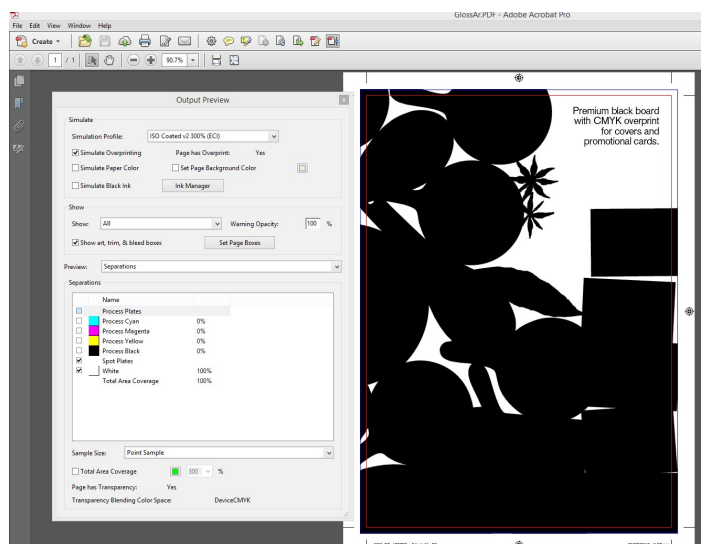 GlossAr.PDF - Adobe Acrobat Pro
File Edit View Window Help
Create
1 / 1 90.7%
Output Preview
Simulate
Simulation Profile: ISO Coated v2 300% (ECI)
Simulate Overprinting Page has Overprint: Yes
Simulate Paper Color Set Page Background Color
Simulate Black Ink Ink Manager
Show
Show: All Warning Opacity: 100 %
Show art, trim, & bleed boxes Set Page Boxes
Preview: Separations
Separations
Name
Process Plates
Process Cyan 0%
Process Magenta 0%
Process Yellow 0%
Process Black 0%
Spot Plates
White 100%
Total Area Coverage 100%
Sample Size: Point Sample
Total Area Coverage 300 %
Page has Transparency: Yes
Transparency Blending Color Space: DeviceCMYK
Premium black board
with CMYK overprint
for covers and
promotional cards.